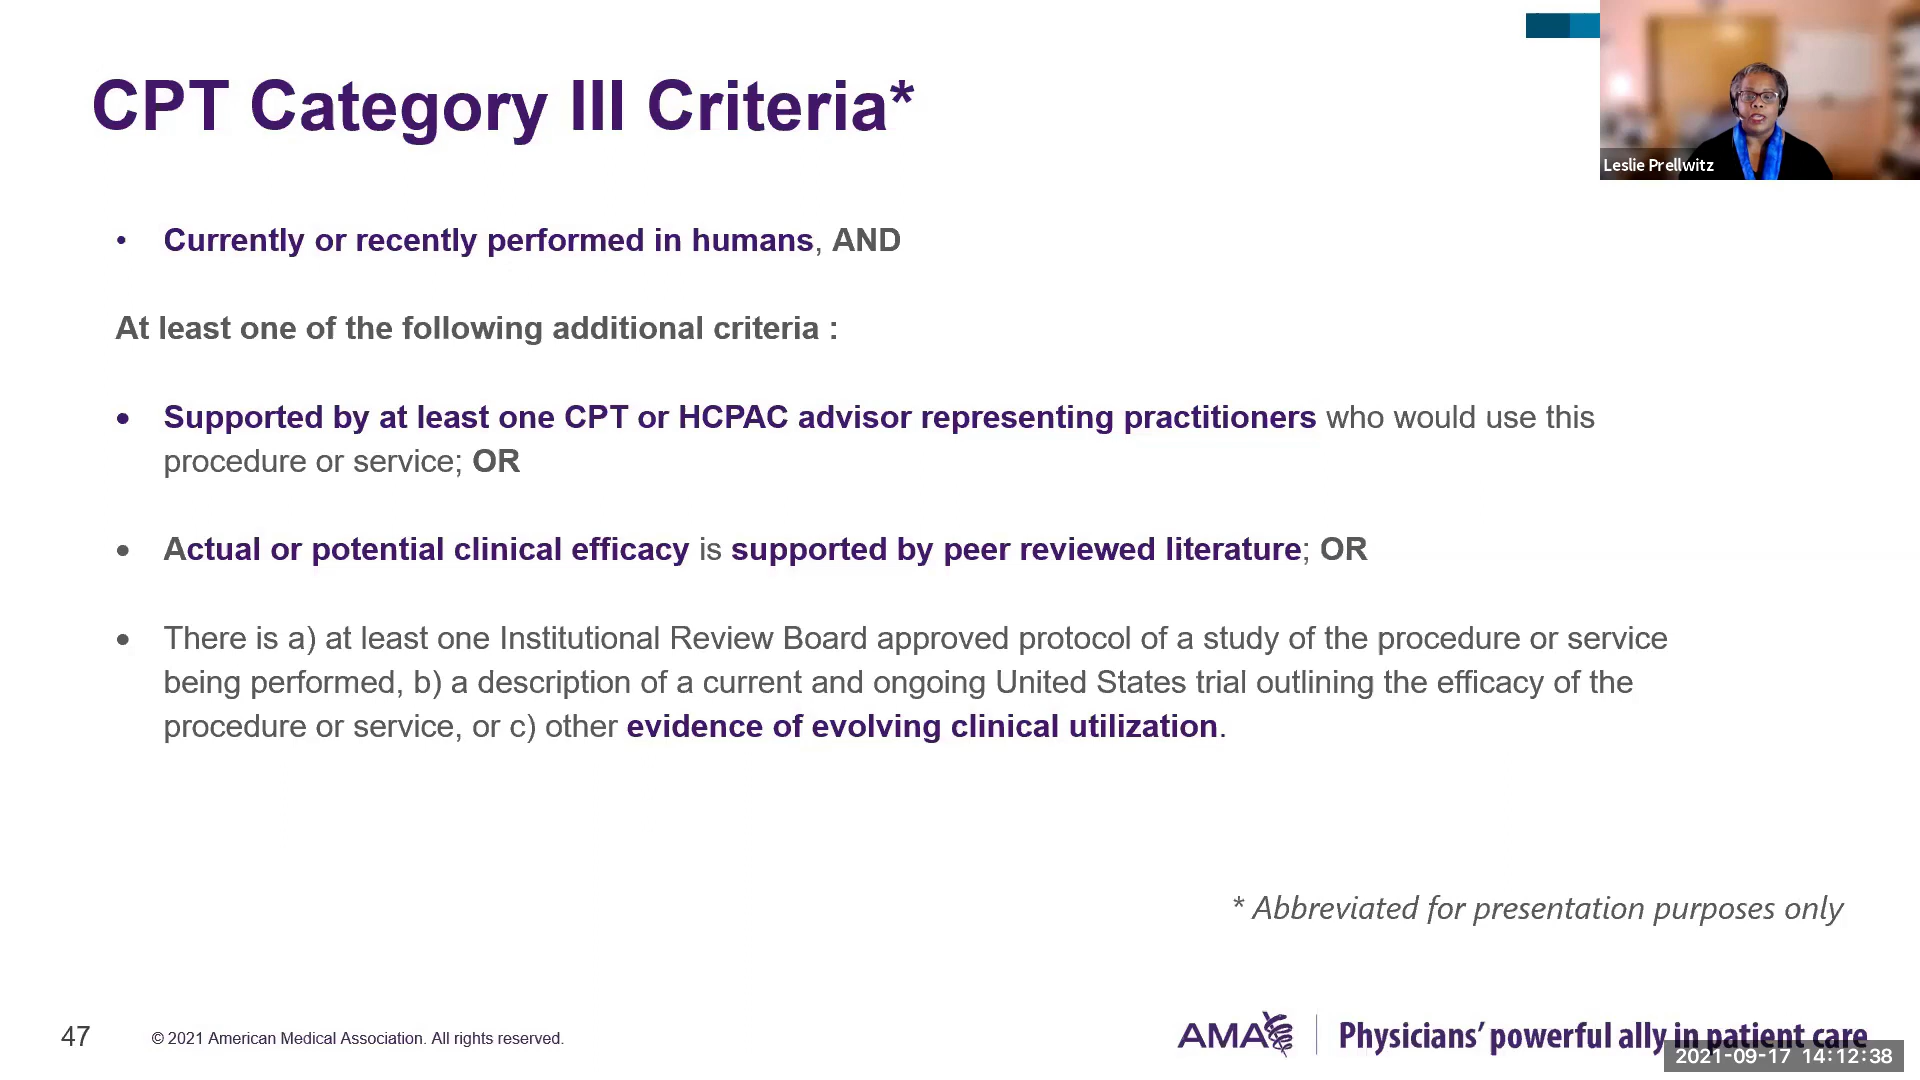 CPT Category III Criteria*
Leslie Prellwitz
• Currently or recently performed in humans, AND
At least one of the following additional criteria :
• Supported by at least one CPT or HCPAC advisor representing practitioners who would use this
procedure or service; OR
• Actual or potential clinical efficacy is supported by peer reviewed literature; OR
• There is a) at least one Institutional Review Board approved protocol of a study of the procedure or service
being performed, b) a description of a current and ongoing United States trial outlining the efficacy of the
procedure or service, or c) other evidence of evolving clinical utilization.
* Abbreviated for presentation purposes only
47
© 2021 American Medical Association. All rights reserved.
AMA
Physicians’ powerful ally in patient care
2021-09-17 14:12:38